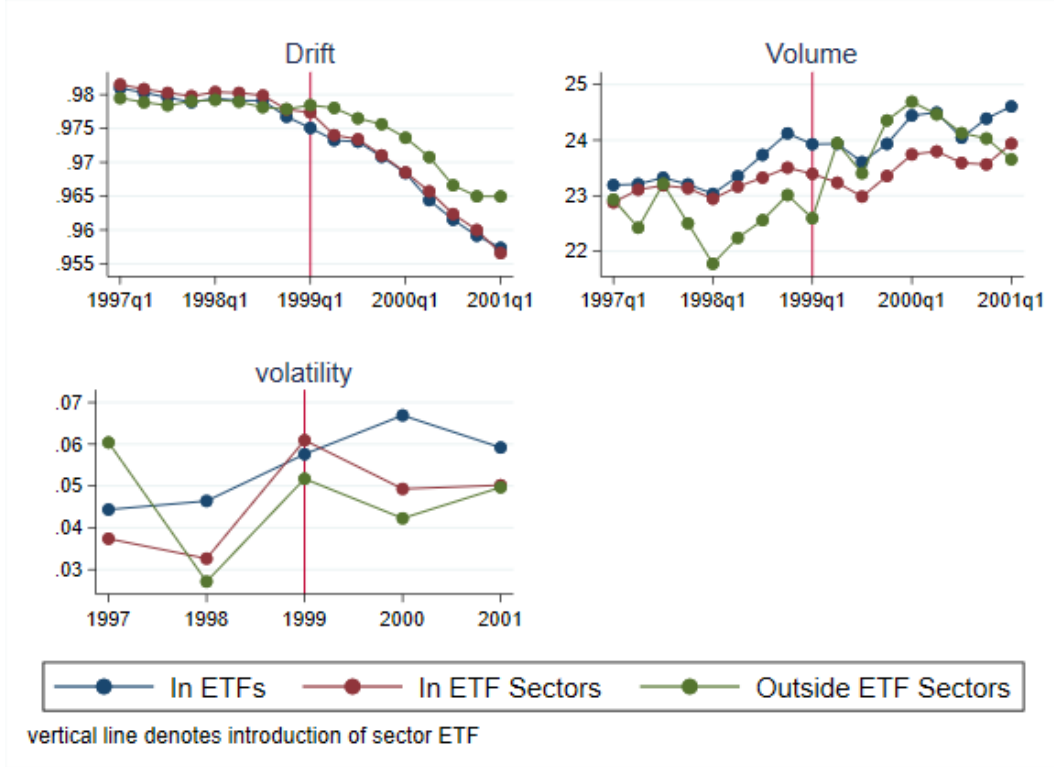 Drift
.98
.975
.97
.965
.96
.955
1997q1 1998q1 1999q1 2000q1 2001q1
Volume
25
24
23
22
1997q1 1998q1 1999q1 2000q1 2001q1
volatility
.07
.06
.05
.04
.03
1997 1998 1999 2000 2001
In ETFs In ETF Sectors Outside ETF Sectors
vertical line denotes introduction of sector ETF